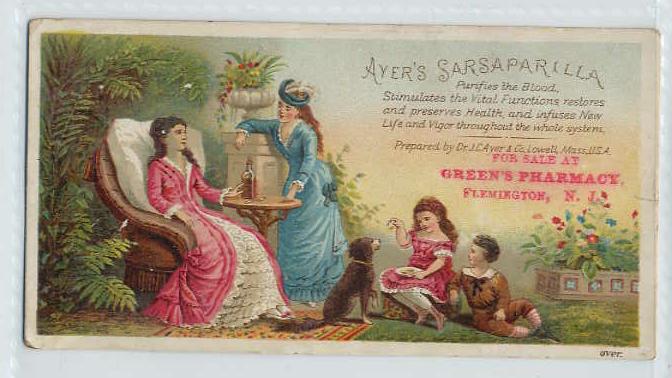 AYER'S SARSAPARILLA
Purifies the Blood,
Stimulates the Vital Functions, restores
and preserves Health, and infuses New
Life and Vigor throughout the whole system.
Prepared by Dr. J.C. Ayer & Co. Lowell, Mass. U.S.A.
FOR SALE AT
GREEN'S PHARMACY,
FLEMINGTON, N. J.
over.